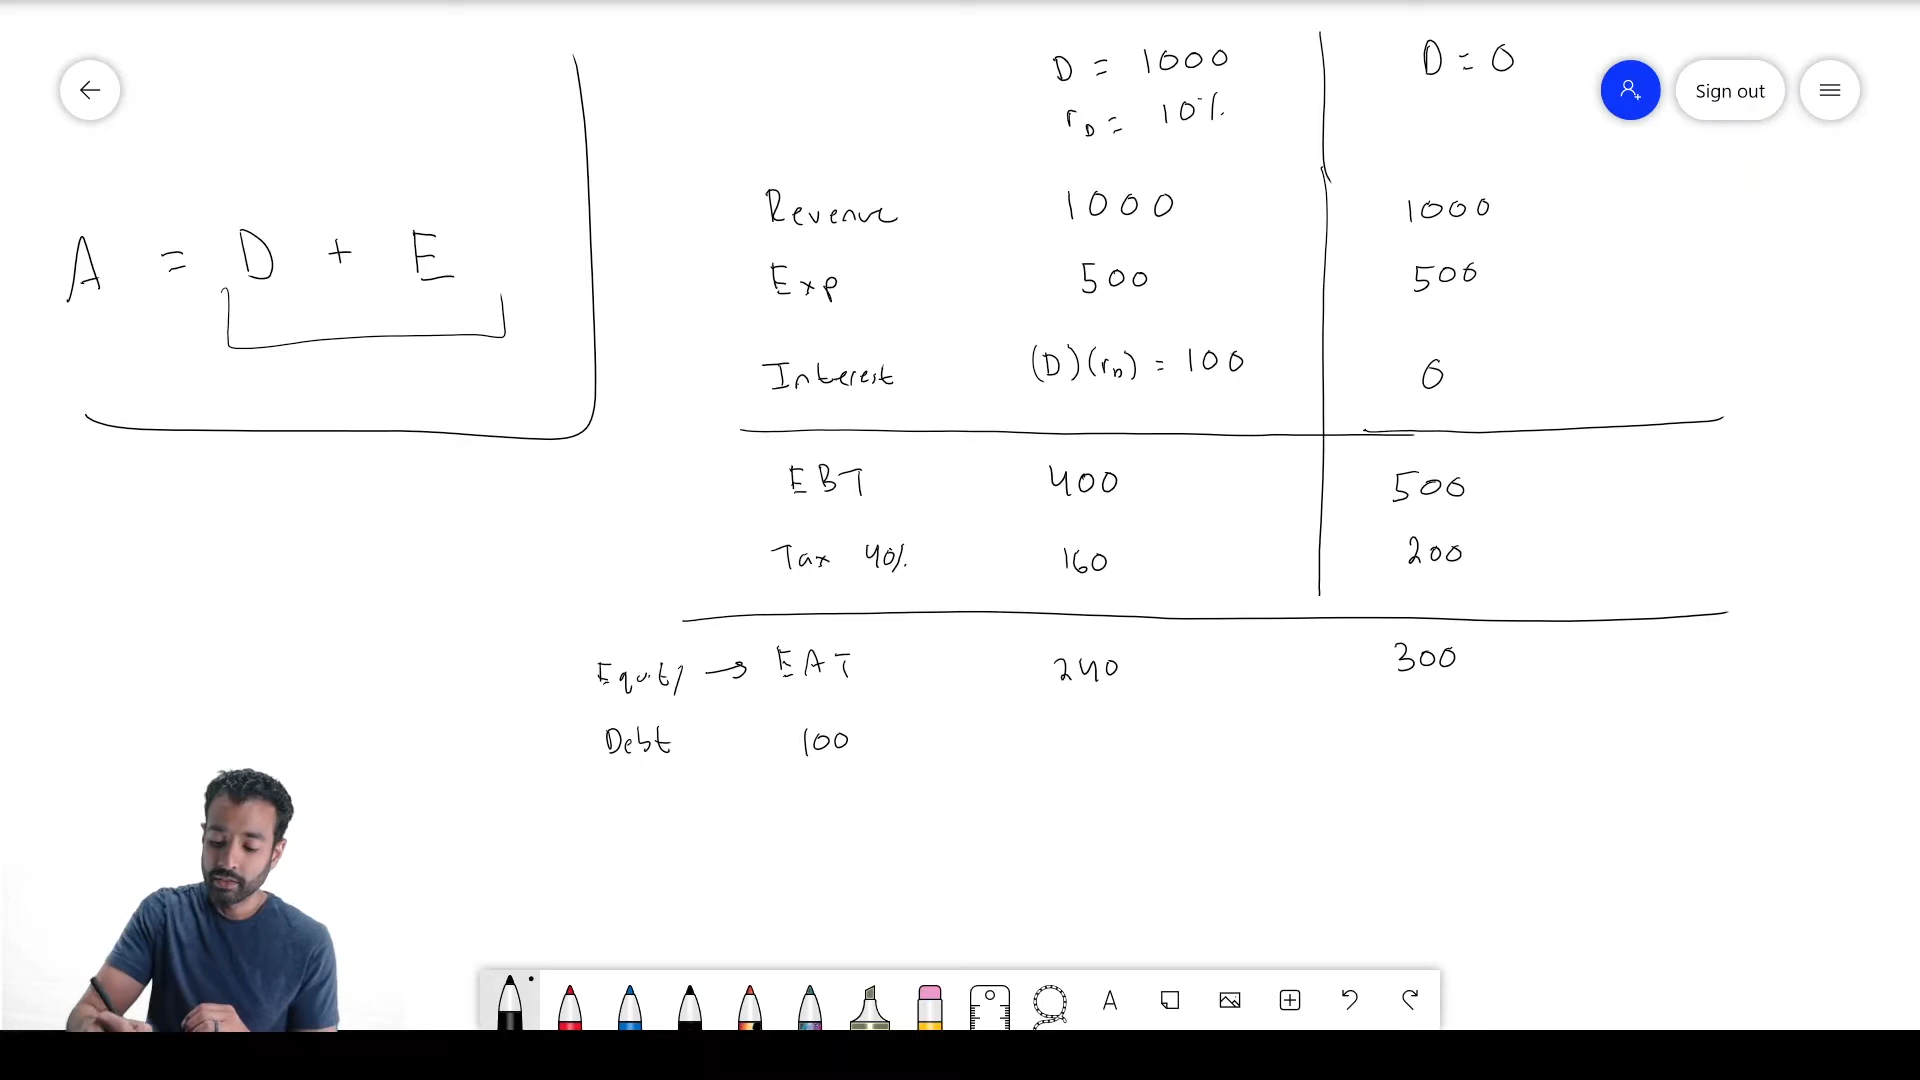 D = 1000 D = 0
Sign out
r_D = 10%
Revenue 1000 1000
A = D + E
Exp 500 500
Interest (D)(r_D) = 100 0
EBT 400 500
Tax 40% 160 200
Equity → EAT 240 300
Debt 100
A